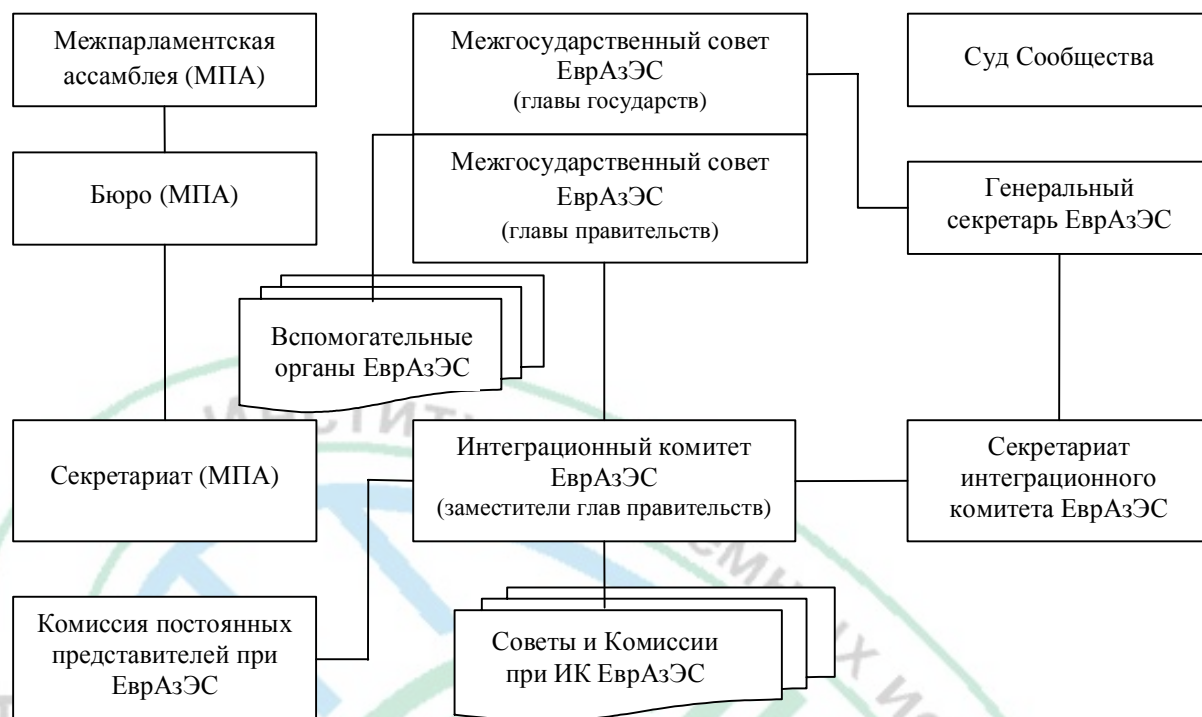 Межпарламентская
ассамблея (МПА)
Межгосударственный совет
ЕврАзЭС
(главы государств)
Суд Сообщества
Бюро (МПА)
Межгосударственный совет
ЕврАзЭС
(главы правительств)
Генеральный
секретарь ЕврАзЭС
Вспомогательные
органы ЕврАзЭС
Секретариат (МПА)
Интеграционный комитет
ЕврАзЭС
(заместители глав правительств)
Секретариат
интеграционного
комитета ЕврАзЭС
Комиссия постоянных
представителей при
ЕврАзЭС
Советы и Комиссии
при ИК ЕврАзЭС